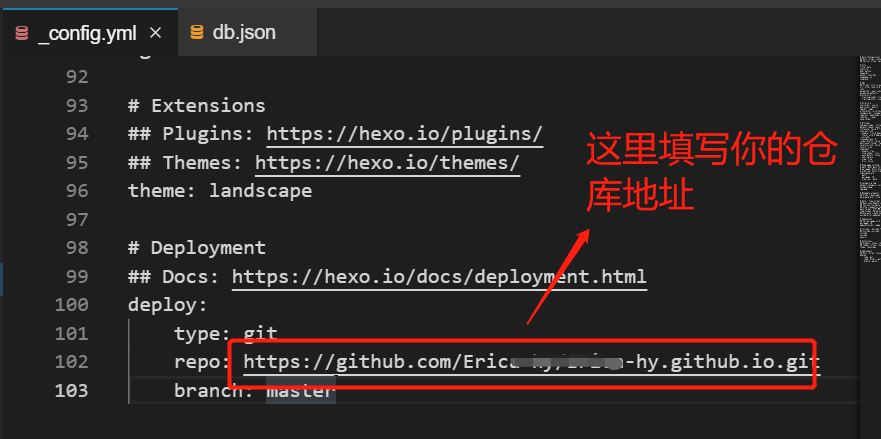 _config.yml × db.json
92
93 # Extensions
94 ## Plugins: https://hexo.io/plugins/
95 ## Themes: https://hexo.io/themes/
96 theme: landscape
97
98 # Deployment
99 ## Docs: https://hexo.io/docs/deployment.html
100 deploy:
101 type: git
102 repo: https://github.com/Erica-hy.github.io.git
103 branch: master
这里填写你的仓
库地址